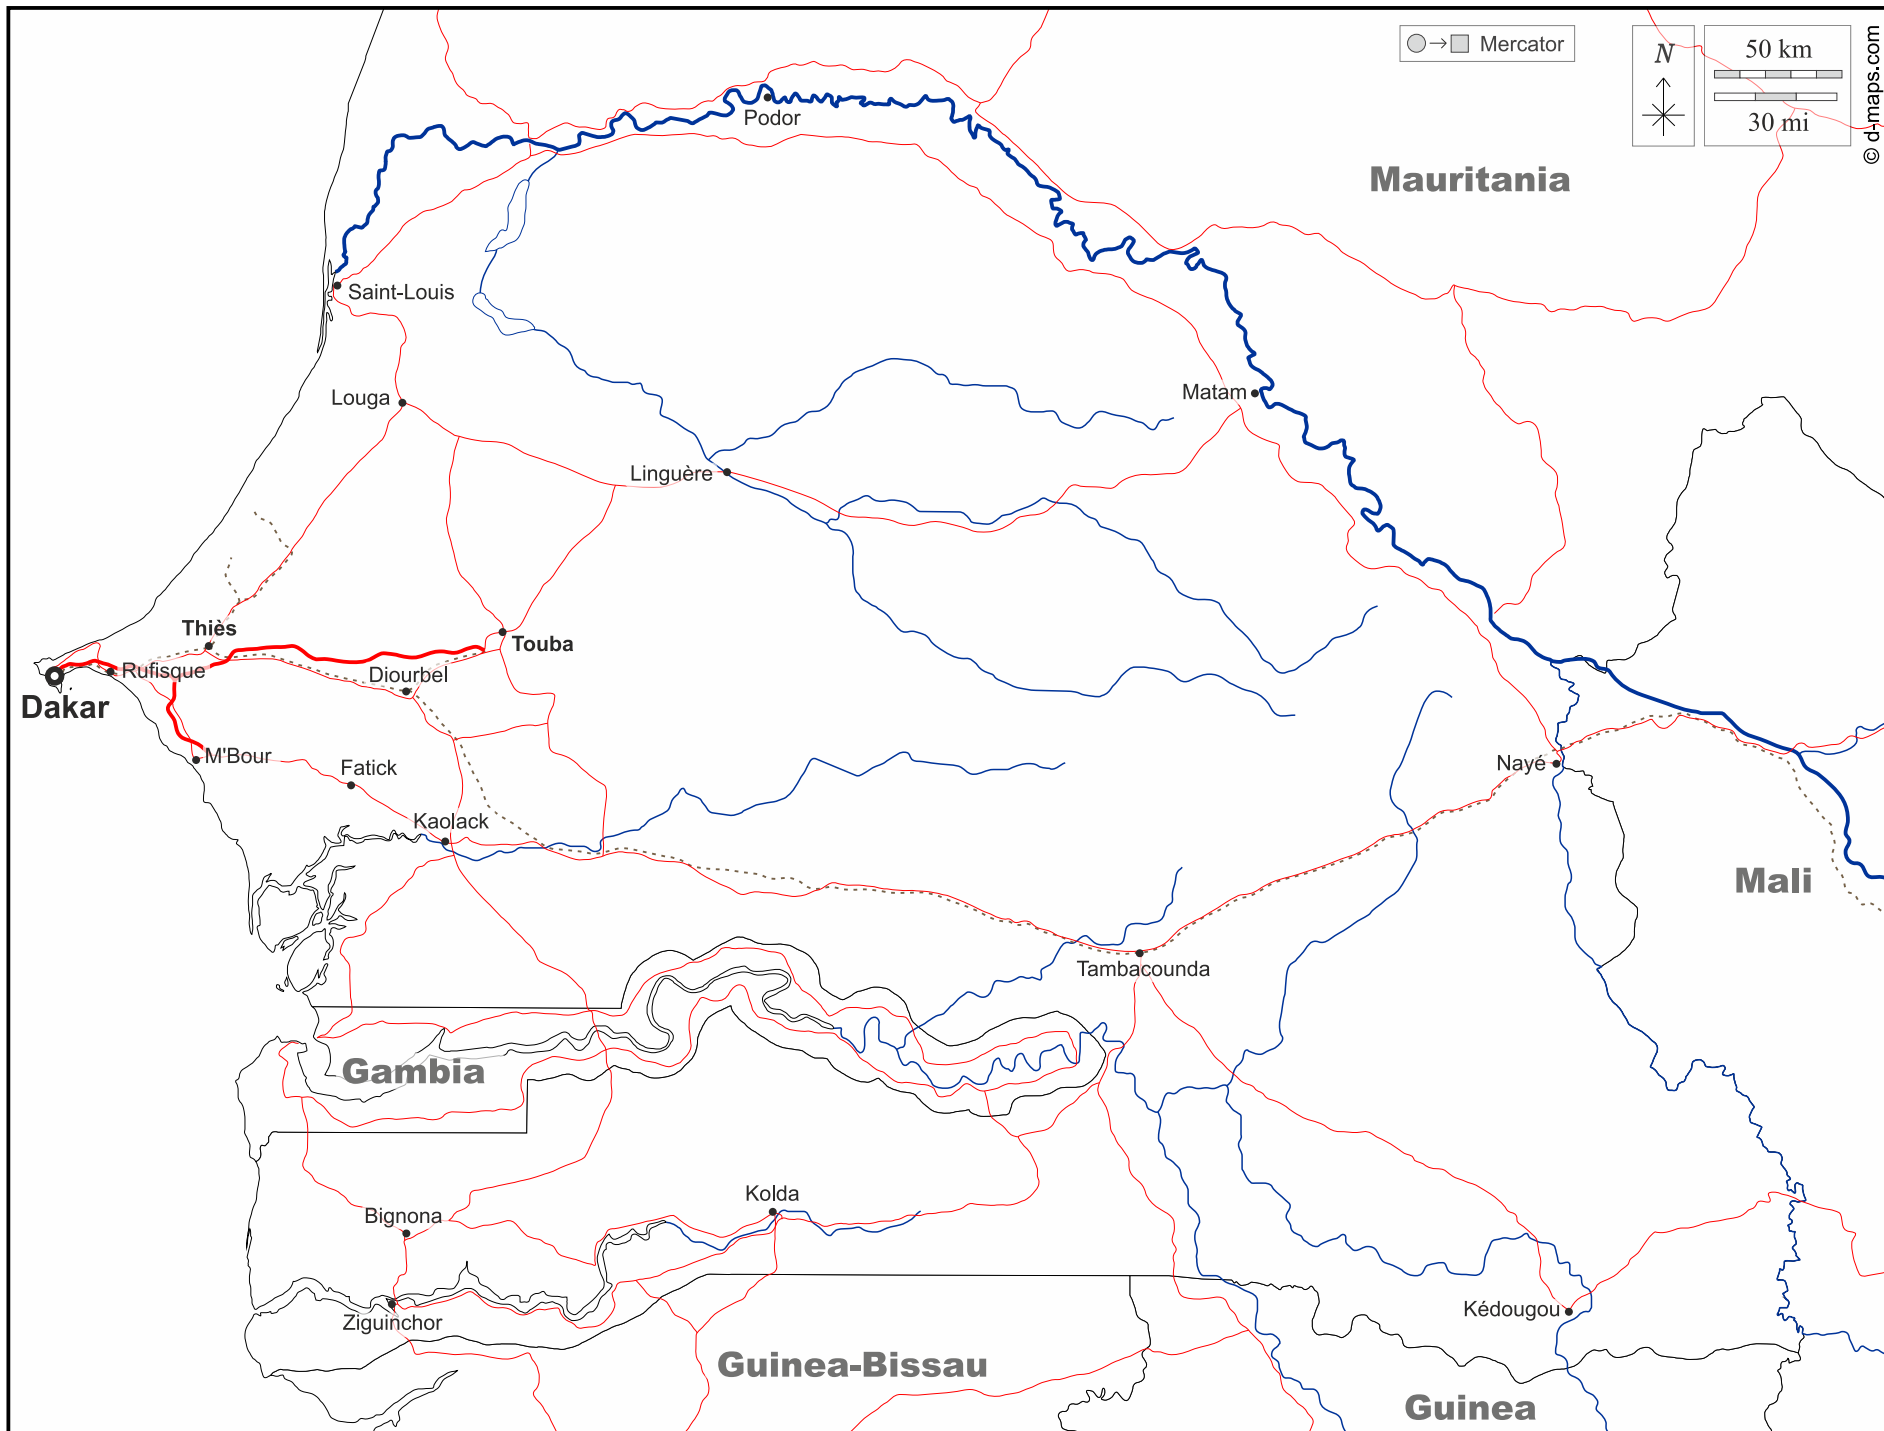 Mercator
N
50 km
30 mi
© d-maps.com
Podor
Mauritania
Saint-Louis
Matam
Louga
Linguère
Thiès
Touba
Rufisque
Diourbel
Dakar
M'Bour
Nayé
Fatick
Kaolack
Mali
Tambacounda
Gambia
Kolda
Bignona
Kédougou
Ziguinchor
Guinea-Bissau
Guinea